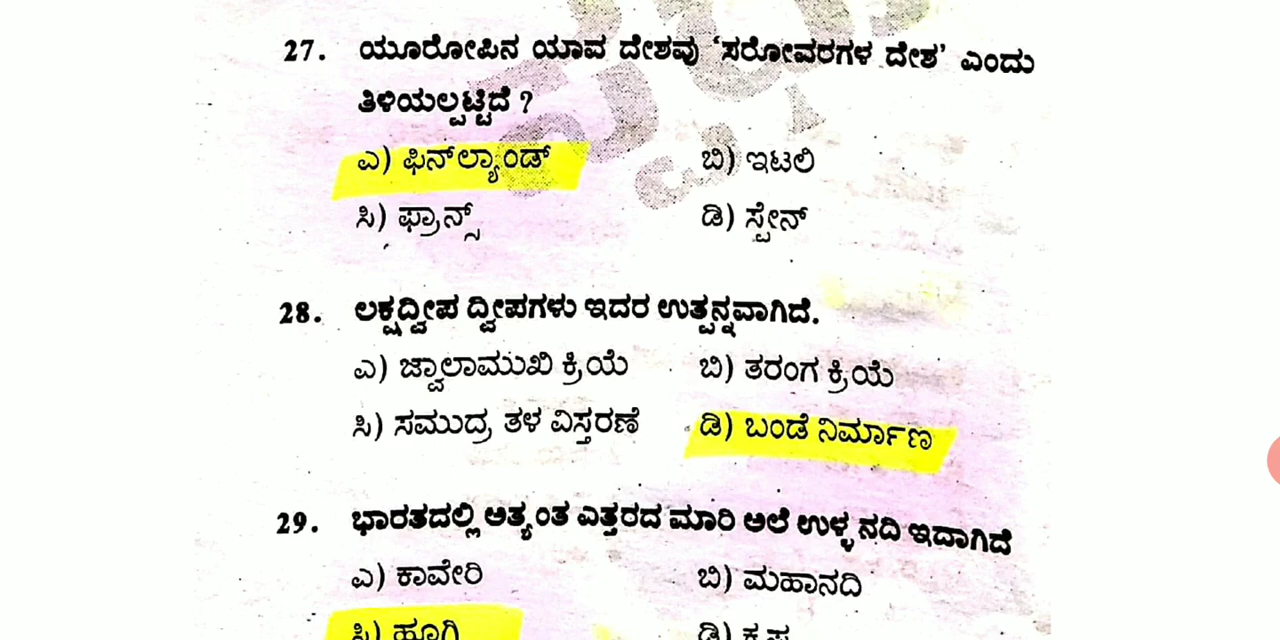 27. ಯೂರೋಪಿನ ಯಾವ ದೇಶವು 'ಸರೋವರಗಳ ದೇಶ' ಎಂದು
ತಿಳಿಯಲ್ಪಟ್ಟಿದೆ ?
ಎ) ಫಿನ್‌ಲ್ಯಾಂಡ್ ಬಿ) ಇಟಲಿ
ಸಿ) ಫ್ರಾನ್ಸ್ ಡಿ) ಸ್ಪೇನ್
28. ಲಕ್ಷದ್ವೀಪ ದ್ವೀಪಗಳು ಇದರ ಉತ್ಪನ್ನವಾಗಿದೆ.
ಎ) ಜ್ವಾಲಾಮುಖಿ ಕ್ರಿಯೆ ಬಿ) ತರಂಗ ಕ್ರಿಯೆ
ಸಿ) ಸಮುದ್ರ ತಳ ವಿಸ್ತರಣೆ ಡಿ) ಬಂಡೆ ನಿರ್ಮಾಣ
29. ಭಾರತದಲ್ಲಿ ಅತ್ಯಂತ ಎತ್ತರದ ಮಾರಿ ಅಲೆ ಉಳ್ಳ ನದಿ ಇದಾಗಿದೆ
ಎ) ಕಾವೇರಿ ಬಿ) ಮಹಾನದಿ
ಸಿ) ಹೂಗ್ಲಿ ಡಿ)